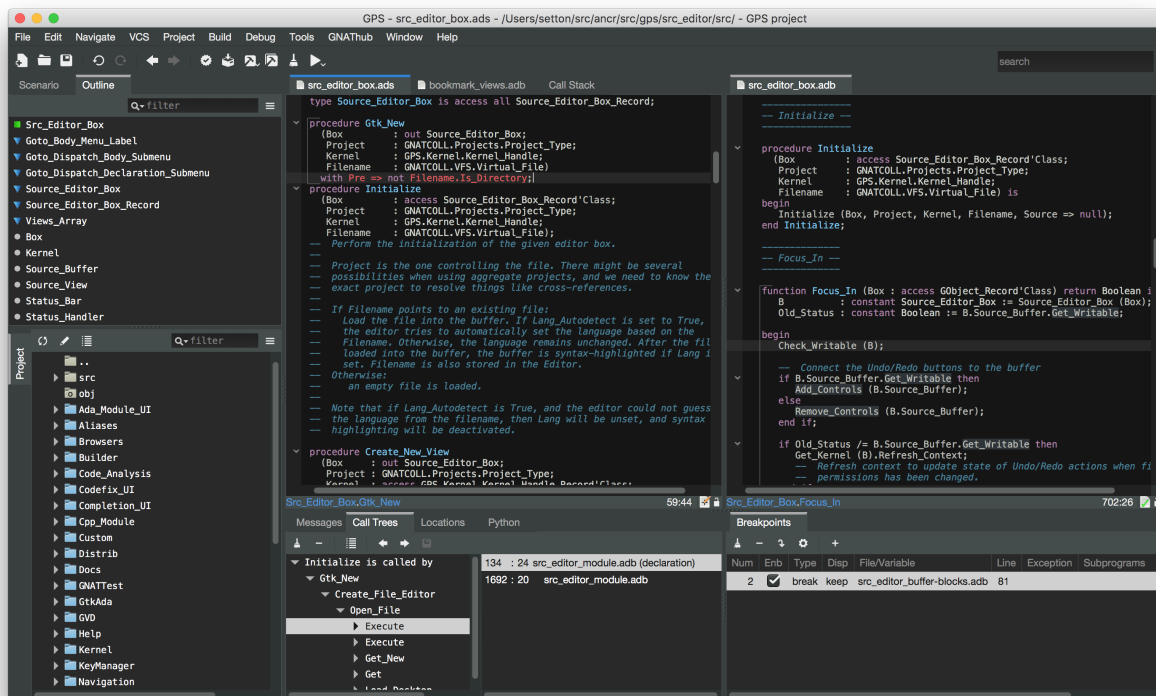 GPS - src_editor_box.ads - /Users/setton/src/ancr/src/gps/src_editor/src/ - GPS project
File Edit Navigate VCS Project Build Debug Tools GNAThub Window Help
search
Scenario Outline
filter
Src_Editor_Box
Goto_Body_Menu_Label
Goto_Dispatch_Body_Submenu
Goto_Dispatch_Declaration_Submenu
Source_Editor_Box
Source_Editor_Box_Record
Views_Array
Box
Kernel
Source_Buffer
Source_View
Status_Bar
Status_Handler
Project
filter
..
src
obj
Ada_Module_UI
Aliases
Browsers
Builder
Code_Analysis
Codefix_UI
Completion_UI
Cpp_Module
Custom
Distrib
Docs
GNATTest
GtkAda
GVD
Help
Kernel
KeyManager
Navigation
src_editor_box.ads bookmark_views.adb Call Stack
type Source_Editor_Box is access all Source_Editor_Box_Record;
procedure Gtk_New
(Box : out Source_Editor_Box;
Project : GNATCOLL.Projects.Project_Type;
Kernel : GPS.Kernel.Kernel_Handle;
Filename : GNATCOLL.VFS.Virtual_File)
with Pre => not Filename.Is_Directory;
procedure Initialize
(Box : access Source_Editor_Box_Record'Class;
Project : GNATCOLL.Projects.Project_Type;
Kernel : GPS.Kernel.Kernel_Handle;
Filename : GNATCOLL.VFS.Virtual_File);
-- Perform the initialization of the given editor box.
--
-- Project is the one controlling the file. There might be several
-- possibilities when using aggregate projects, and we need to know the
-- exact project to resolve things like cross-references.
--
-- If Filename points to an existing file:
-- Load the file into the buffer. If Lang_Autodetect is set to True,
-- the editor tries to automatically set the language based on the
-- Filename. Otherwise, the language remains unchanged. After the fil
-- loaded into the buffer, the buffer is syntax-highlighted if Lang i
-- set. Filename is also stored in the Editor.
-- Otherwise:
-- an empty file is loaded.
--
-- Note that if Lang_Autodetect is True, and the editor could not guess
-- the language from the filename, then Lang will be unset, and syntax
-- highlighting will be deactivated.
procedure Create_New_View
(Box : out Source_Editor_Box;
Project : GNATCOLL.Projects.Project_Type;
Kernel : access GPS.Kernel.Kernel_Handle_Record'Class;
Src_Editor_Box.Gtk_New 59:44
src_editor_box.adb
----------------
-- Initialize --
----------------
procedure Initialize
(Box : access Source_Editor_Box_Record'Class;
Project : GNATCOLL.Projects.Project_Type;
Kernel : GPS.Kernel.Kernel_Handle;
Filename : GNATCOLL.VFS.Virtual_File) is
begin
Initialize (Box, Project, Kernel, Filename, Source => null);
end Initialize;
--------------
-- Focus_In --
--------------
function Focus_In (Box : access GObject_Record'Class) return Boolean i
B : constant Source_Editor_Box := Source_Editor_Box (Box);
Old_Status : constant Boolean := B.Source_Buffer.Get_Writable;
begin
Check_Writable (B);
-- Connect the Undo/Redo buttons to the buffer
if B.Source_Buffer.Get_Writable then
Add_Controls (B.Source_Buffer);
else
Remove_Controls (B.Source_Buffer);
end if;
if Old_Status /= B.Source_Buffer.Get_Writable then
Get_Kernel (B).Refresh_Context;
-- Refresh context to update state of Undo/Redo actions when fi
-- permissions has been changed.
Src_Editor_Box.Focus_In 702:26
Messages Call Trees Locations Python
Initialize is called by
Gtk_New
Create_File_Editor
Open_File
Execute
Execute
Get_New
Get
Load_Desktop
134 : 24 src_editor_module.adb (declaration)
1692 : 20 src_editor_module.adb
Breakpoints
Num Enb Type Disp File/Variable Line Exception Subprograms
2 break keep src_editor_buffer-blocks.adb 81